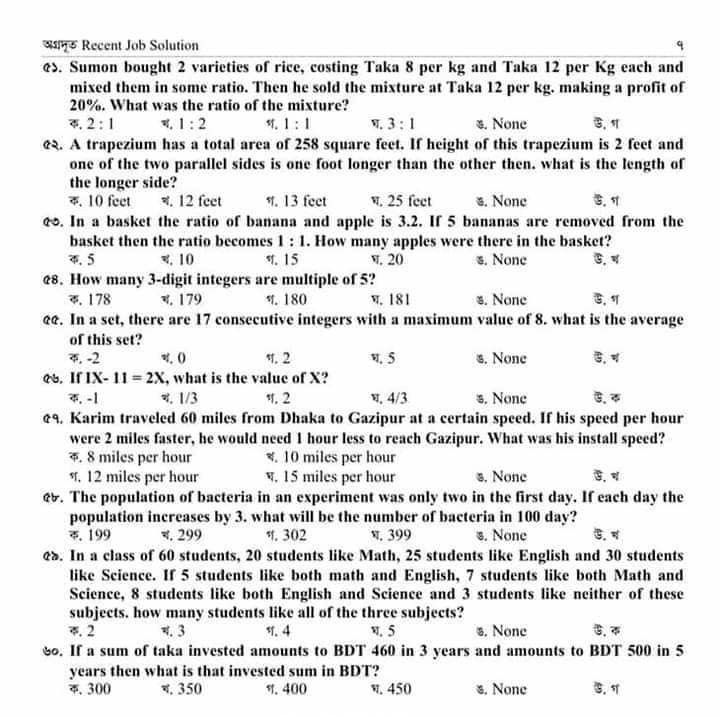 অগ্রদূত Recent Job Solution ৭
৫১. Sumon bought 2 varieties of rice, costing Taka 8 per kg and Taka 12 per Kg each and
mixed them in some ratio. Then he sold the mixture at Taka 12 per kg. making a profit of
20%. What was the ratio of the mixture?
ক. 2 : 1 খ. 1 : 2 গ. 1 : 1 ঘ. 3 : 1 ঙ. None উ. গ
৫২. A trapezium has a total area of 258 square feet. If height of this trapezium is 2 feet and
one of the two parallel sides is one foot longer than the other then. what is the length of
the longer side?
ক. 10 feet খ. 12 feet গ. 13 feet ঘ. 25 feet ঙ. None উ. গ
৫৩. In a basket the ratio of banana and apple is 3.2. If 5 bananas are removed from the
basket then the ratio becomes 1 : 1. How many apples were there in the basket?
ক. 5 খ. 10 গ. 15 ঘ. 20 ঙ. None উ. খ
৫৪. How many 3-digit integers are multiple of 5?
ক. 178 খ. 179 গ. 180 ঘ. 181 ঙ. None উ. গ
৫৫. In a set, there are 17 consecutive integers with a maximum value of 8. what is the average
of this set?
ক. -2 খ. 0 গ. 2 ঘ. 5 ঙ. None উ. খ
৫৬. If IX- 11 = 2X, what is the value of X?
ক. -1 খ. 1/3 গ. 2 ঘ. 4/3 ঙ. None উ. ক
৫৭. Karim traveled 60 miles from Dhaka to Gazipur at a certain speed. If his speed per hour
were 2 miles faster, he would need 1 hour less to reach Gazipur. What was his install speed?
ক. 8 miles per hour খ. 10 miles per hour
গ. 12 miles per hour ঘ. 15 miles per hour ঙ. None উ. খ
৫৮. The population of bacteria in an experiment was only two in the first day. If each day the
population increases by 3. what will be the number of bacteria in 100 day?
ক. 199 খ. 299 গ. 302 ঘ. 399 ঙ. None উ. খ
৫৯. In a class of 60 students, 20 students like Math, 25 students like English and 30 students
like Science. If 5 students like both math and English, 7 students like both Math and
Science, 8 students like both English and Science and 3 students like neither of these
subjects. how many students like all of the three subjects?
ক. 2 খ. 3 গ. 4 ঘ. 5 ঙ. None উ. ক
৬০. If a sum of taka invested amounts to BDT 460 in 3 years and amounts to BDT 500 in 5
years then what is that invested sum in BDT?
ক. 300 খ. 350 গ. 400 ঘ. 450 ঙ. None উ. গ